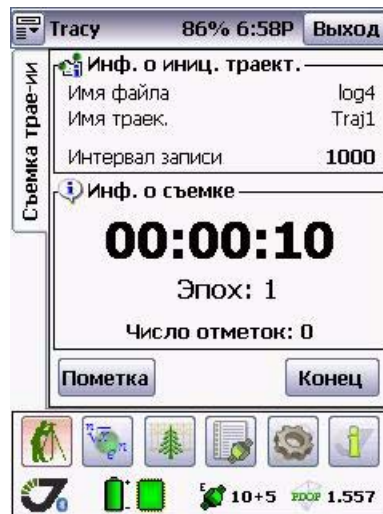 Tracy 86% 6:58P Выход
Съемка трае-ии
Инф. о иниц. траект.
Имя файла log4
Имя траек. Traj1
Интервал записи 1000
Инф. о съемке
00:00:10
Эпох: 1
Число отметок: 0
Пометка Конец
0 E 10+5 PDOP 1.557